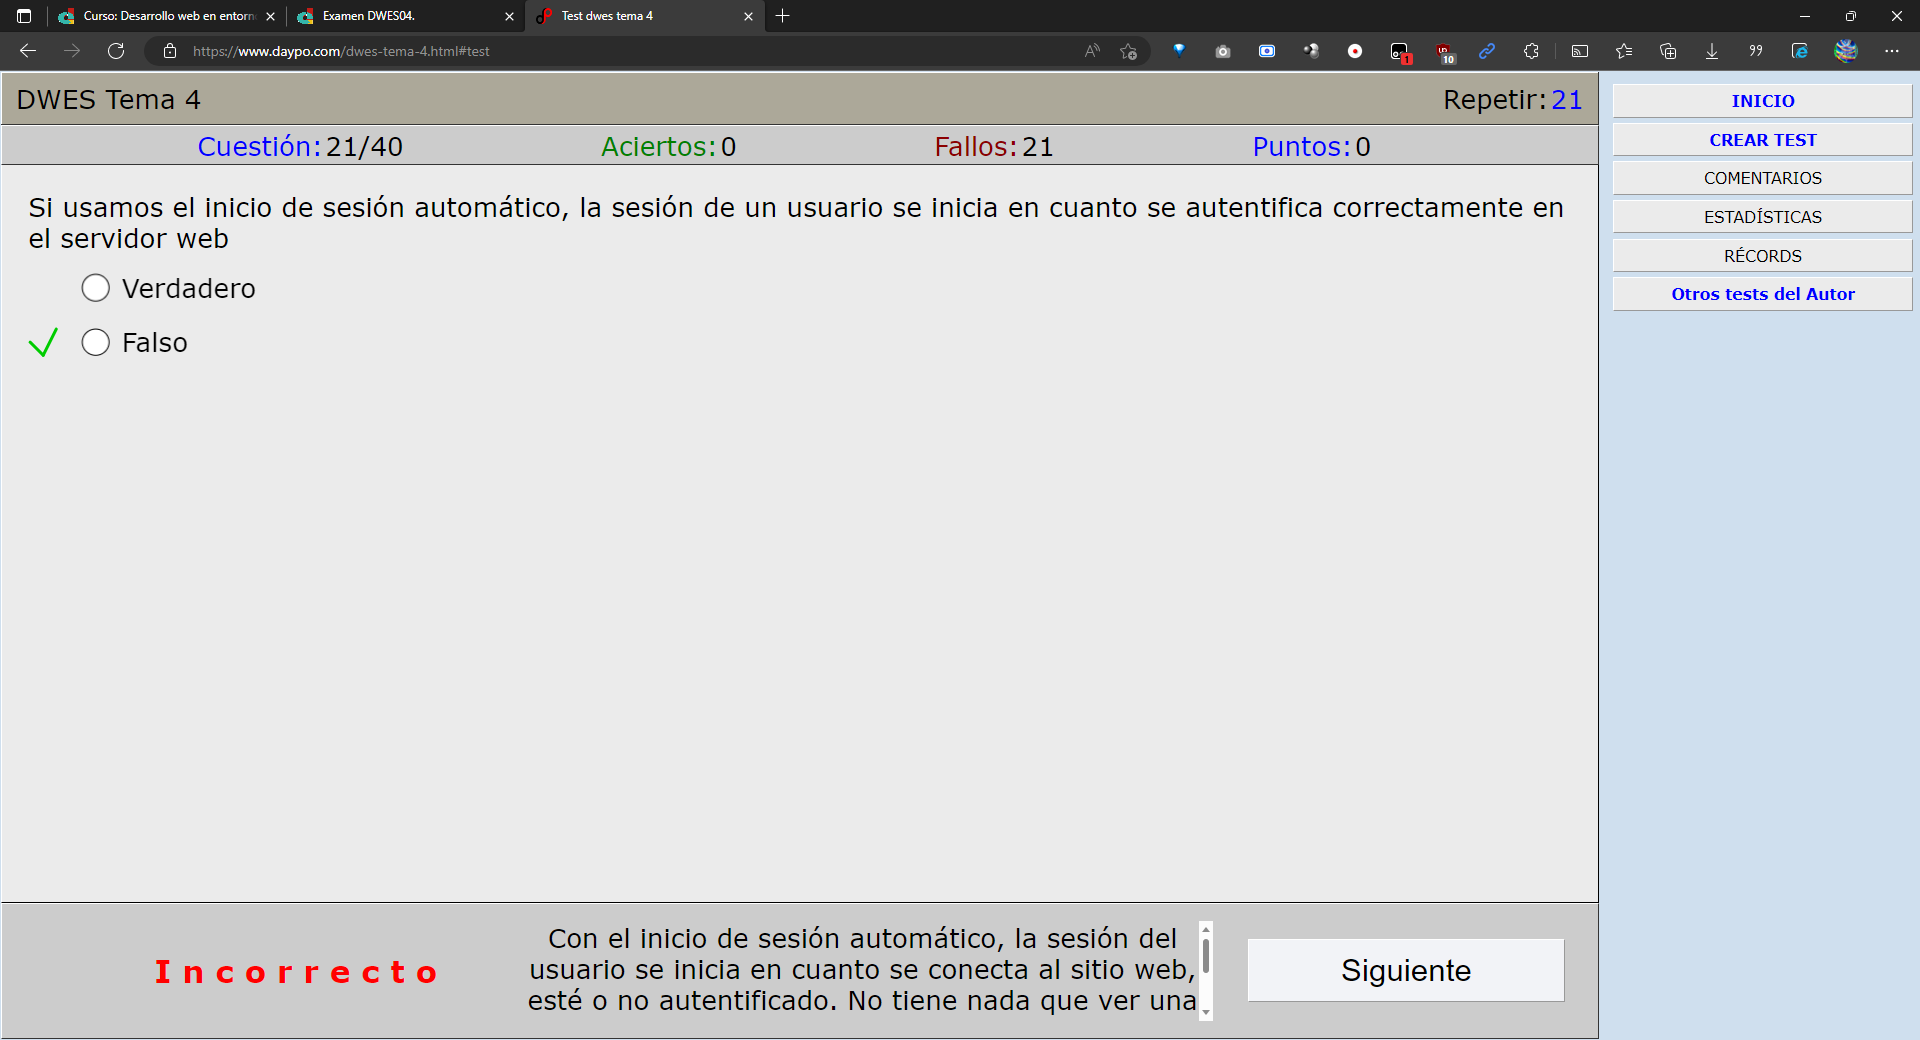 Curso: Desarrollo web en entorn
Examen DWES04.
Test dwes tema 4
https://www.daypo.com/dwes-tema-4.html#test
1
10
DWES Tema 4
Repetir: 21
Cuestión: 21/40
Aciertos: 0
Fallos: 21
Puntos: 0
Si usamos el inicio de sesión automático, la sesión de un usuario se inicia en cuanto se autentifica correctamente en
el servidor web
Verdadero
Falso
Incorrecto
Con el inicio de sesión automático, la sesión del
usuario se inicia en cuanto se conecta al sitio web,
esté o no autentificado. No tiene nada que ver una
Siguiente
INICIO
CREAR TEST
COMENTARIOS
ESTADÍSTICAS
RÉCORDS
Otros tests del Autor